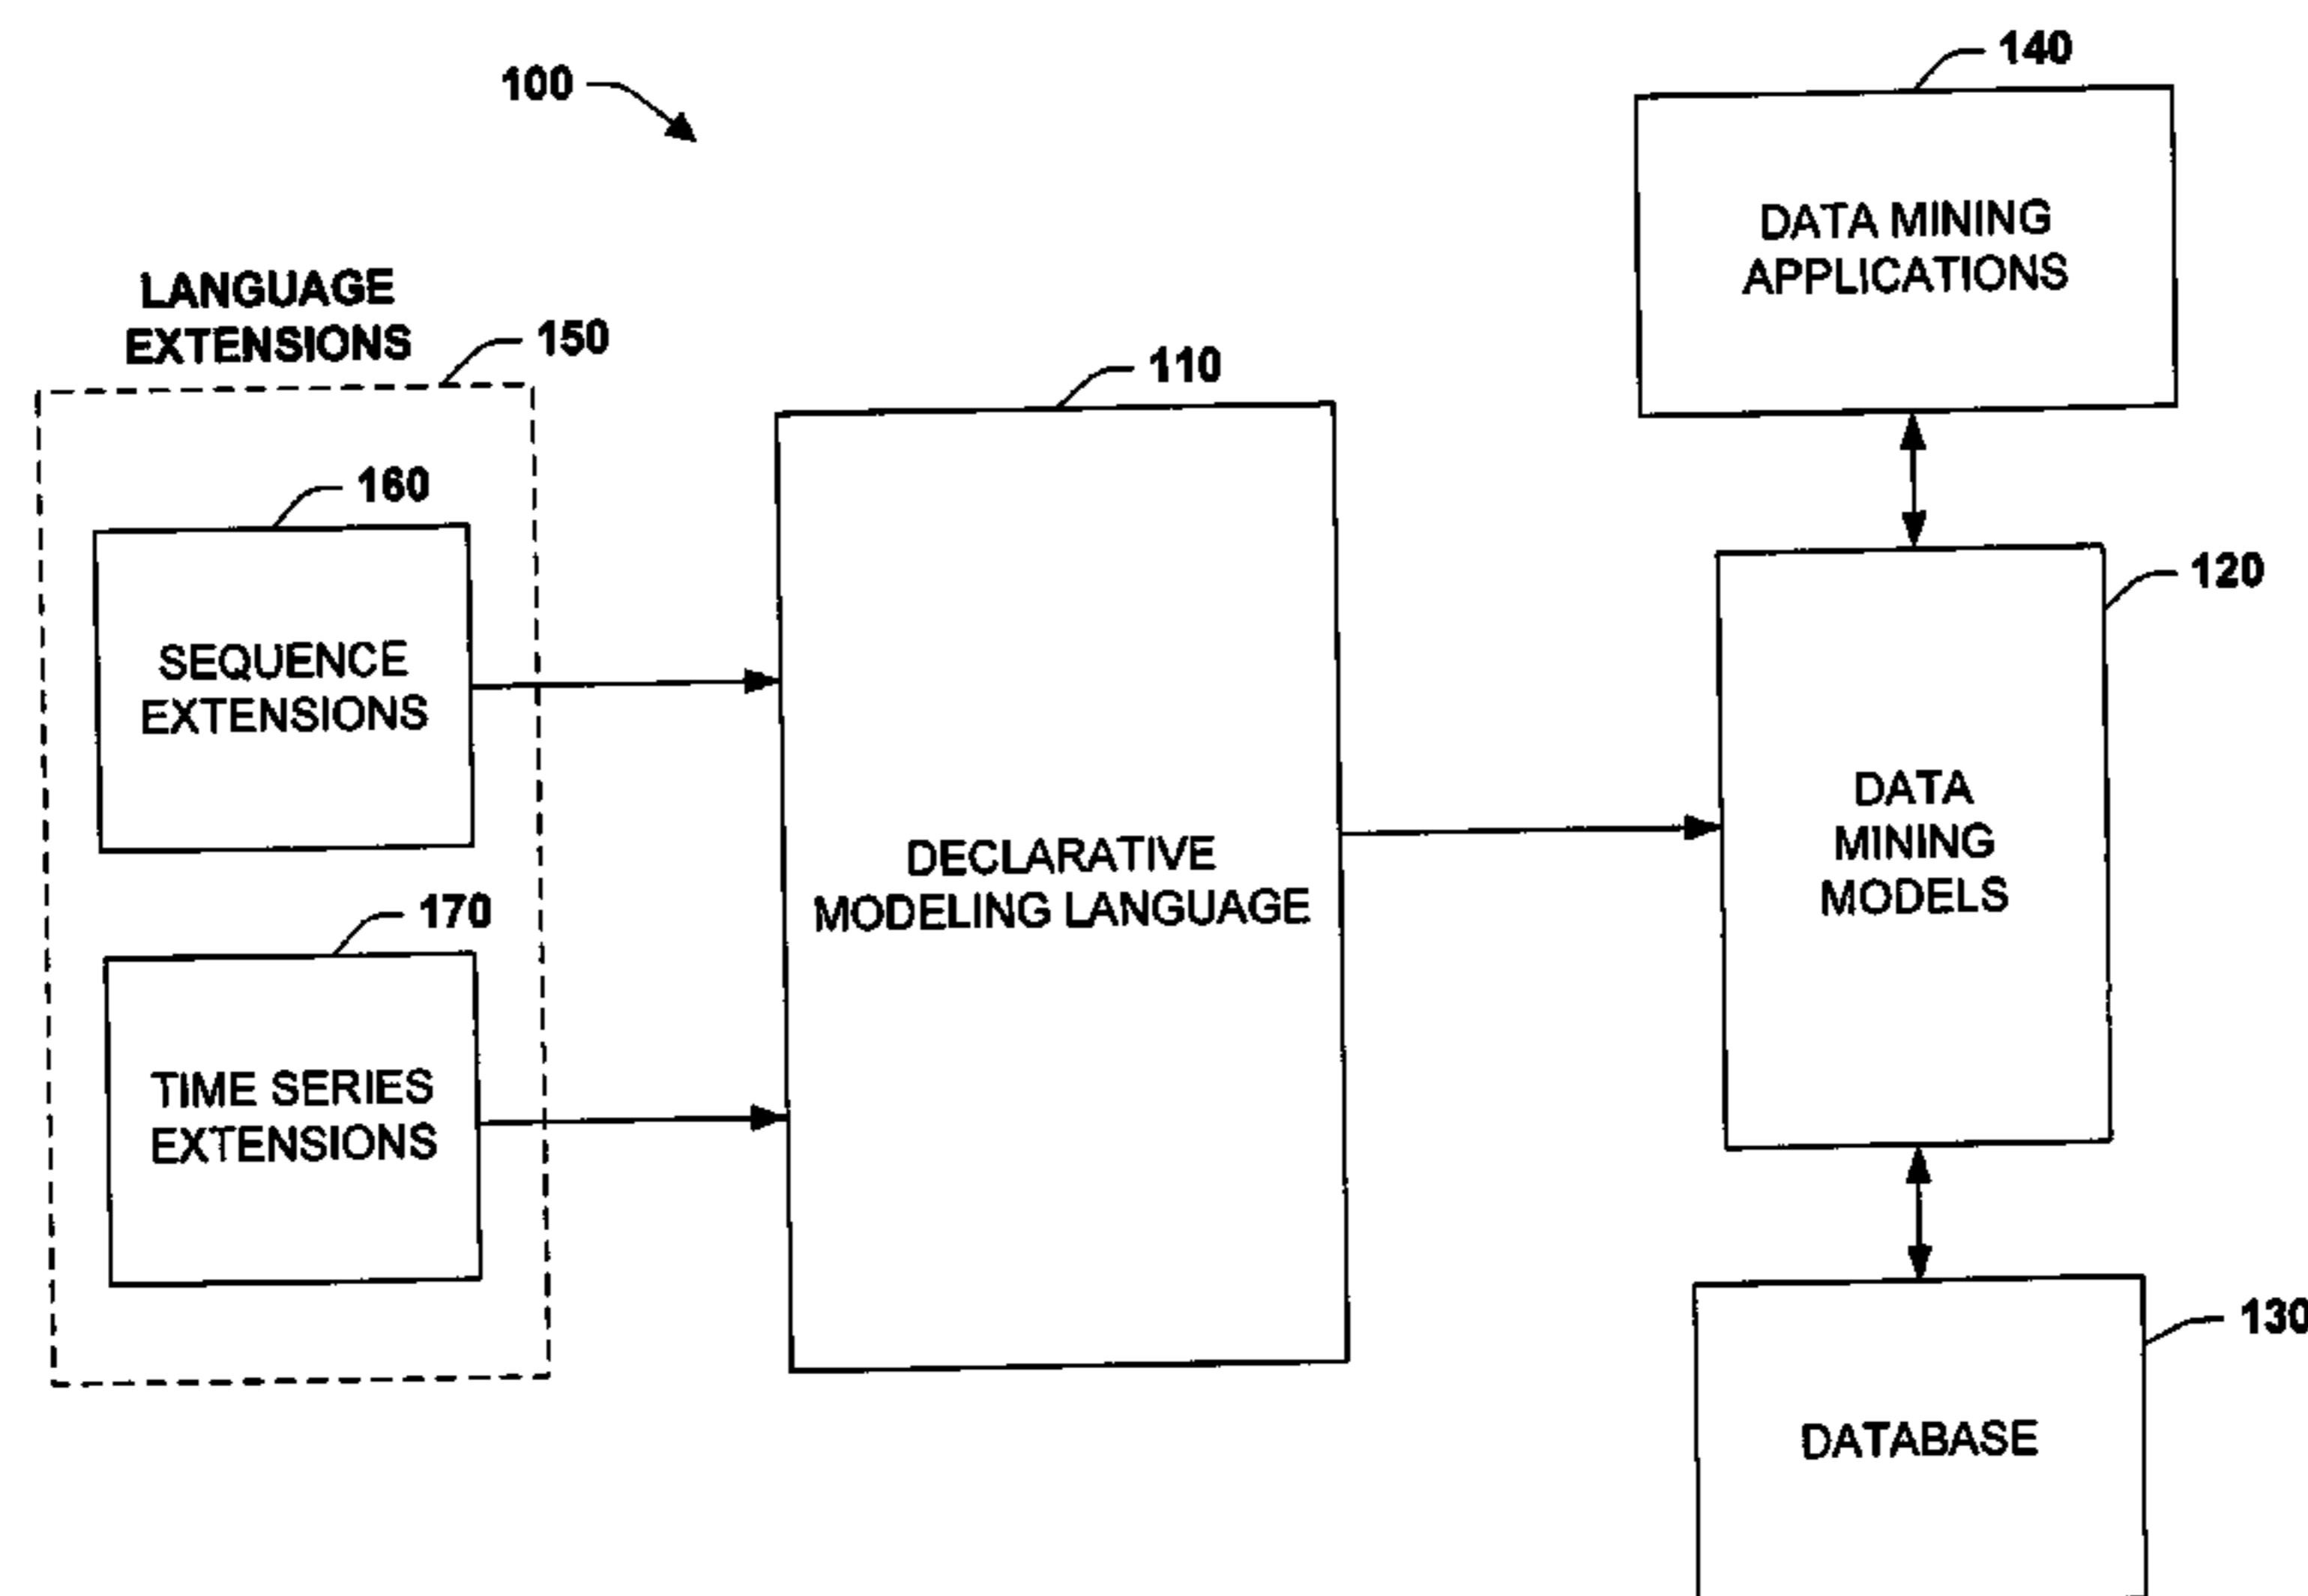 100
140
DATA MINING
APPLICATIONS
LANGUAGE
EXTENSIONS
150
110
160
SEQUENCE
EXTENSIONS
120
DATA
MINING
MODELS
DECLARATIVE
MODELING LANGUAGE
170
TIME SERIES
EXTENSIONS
130
DATABASE